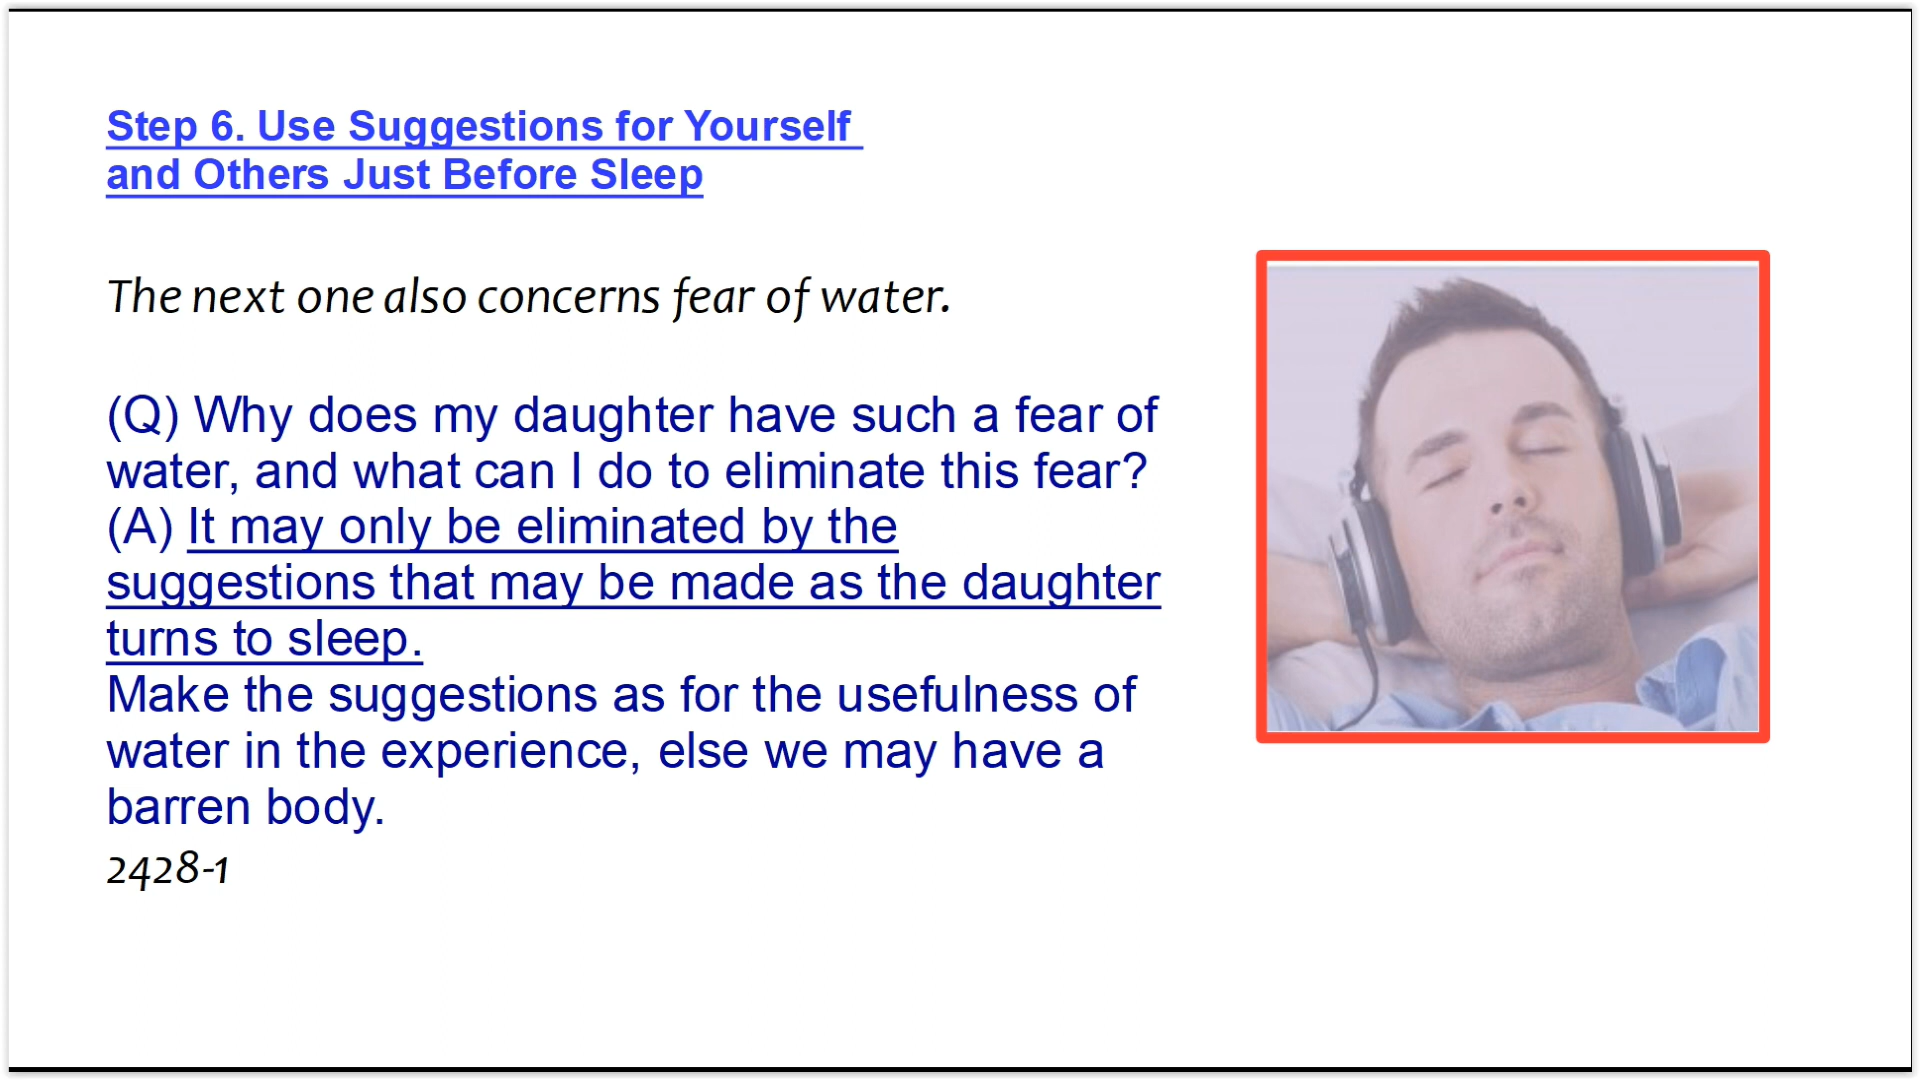 Step 6. Use Suggestions for Yourself
and Others Just Before Sleep
The next one also concerns fear of water.
(Q) Why does my daughter have such a fear of
water, and what can I do to eliminate this fear?
(A) It may only be eliminated by the
suggestions that may be made as the daughter
turns to sleep.
Make the suggestions as for the usefulness of
water in the experience, else we may have a
barren body.
2428-1